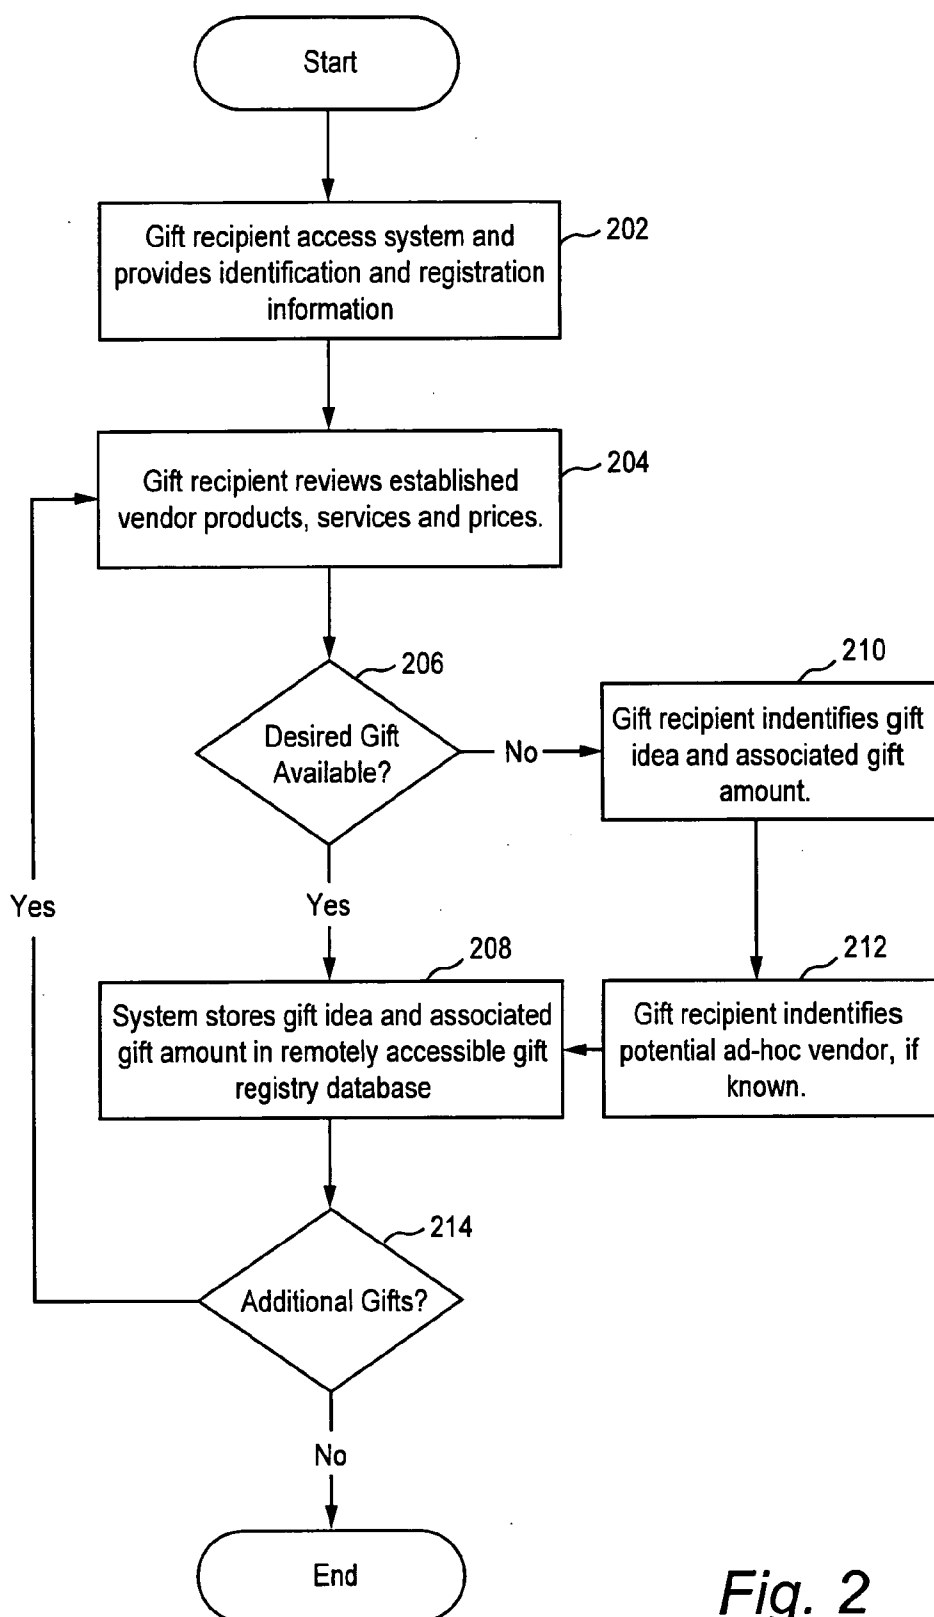 Start
Gift recipient access system and
provides identification and registration
information
202
Gift recipient reviews established
vendor products, services and prices.
204
206
Desired Gift
Available?
No
210
Gift recipient indentifies gift
idea and associated gift
amount.
Yes
Yes
208
System stores gift idea and associated
gift amount in remotely accessible gift
registry database
212
Gift recipient indentifies
potential ad-hoc vendor, if
known.
214
Additional Gifts?
No
End
Fig. 2